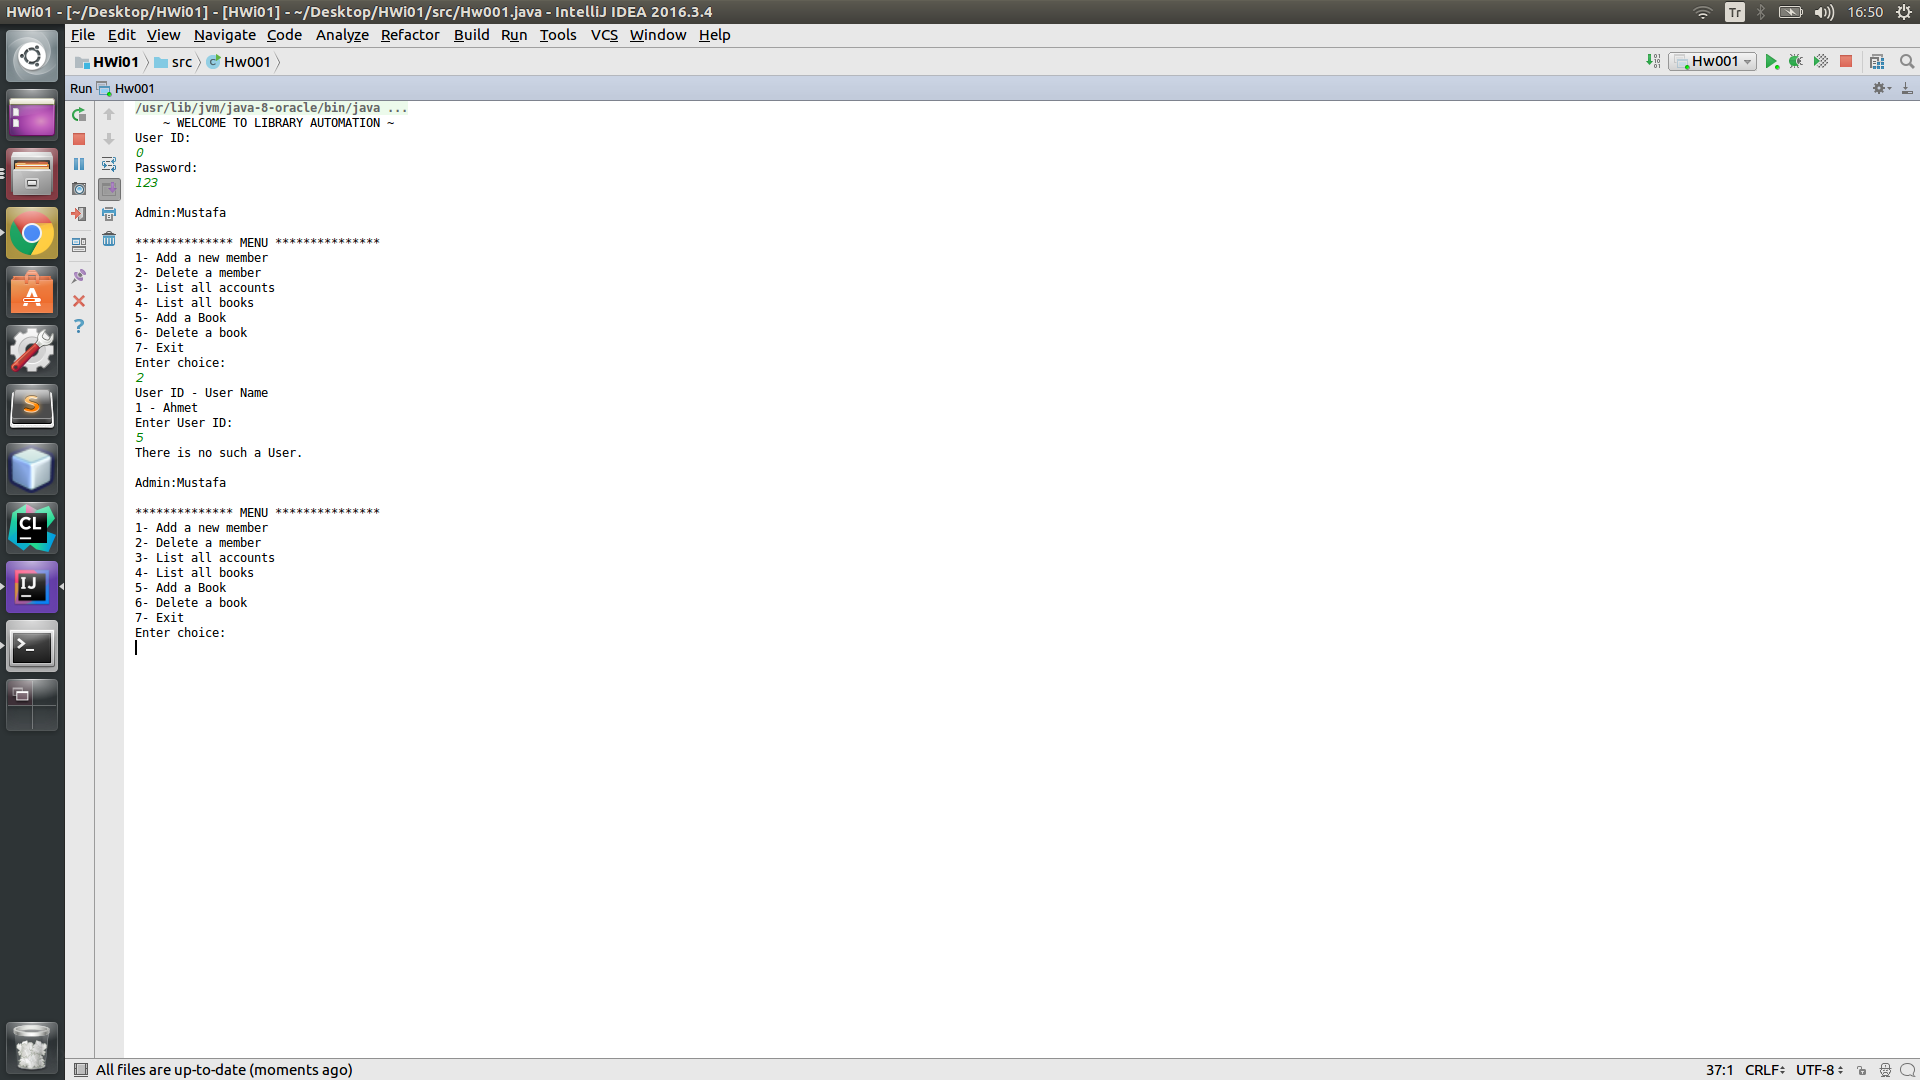 HWi01 - [~/Desktop/HWi01] - [HWi01] - ~/Desktop/HWi01/src/Hw001.java - IntelliJ IDEA 2016.3.4
Tr
16:50
File Edit View Navigate Code Analyze Refactor Build Run Tools VCS Window Help
HWi01 src Hw001
Hw001
Run Hw001
/usr/lib/jvm/java-8-oracle/bin/java ...
~ WELCOME TO LIBRARY AUTOMATION ~
User ID:
0
Password:
123
Admin:Mustafa
************** MENU ***************
1- Add a new member
2- Delete a member
3- List all accounts
4- List all books
5- Add a Book
6- Delete a book
7- Exit
Enter choice:
2
User ID - User Name
1 - Ahmet
Enter User ID:
5
There is no such a User.
Admin:Mustafa
************** MENU ***************
1- Add a new member
2- Delete a member
3- List all accounts
4- List all books
5- Add a Book
6- Delete a book
7- Exit
Enter choice:
S
CL
IJ
>_
All files are up-to-date (moments ago)
37:1 CRLF UTF-8